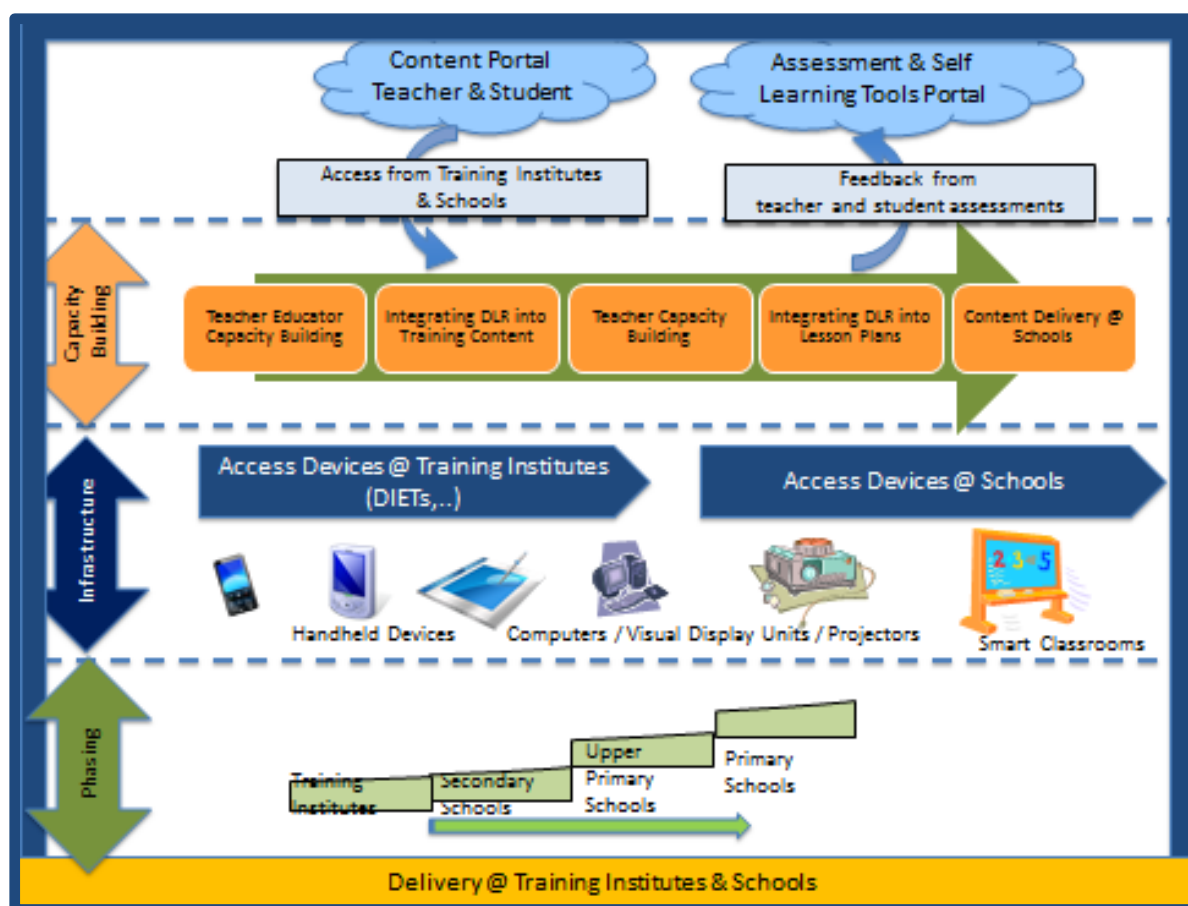 Content Portal
Teacher & Student
Assessment & Self
Learning Tools Portal
Access from Training Institutes
& Schools
Feedback from
teacher and student assessments
Capacity
Building
Teacher Educator
Capacity Building
Integrating DLR into
Training Content
Teacher Capacity
Building
Integrating DLR into
Lesson Plans
Content Delivery @
Schools
Infrastructure
Access Devices @ Training Institutes
(DIETs,..)
Access Devices @ Schools
2 3 = 5
Handheld Devices
Computers / Visual Display Units / Projectors
Smart Classrooms
Phasing
Training
Institutes
Secondary
Schools
Upper
Primary
Schools
Primary
Schools
Delivery @ Training Institutes & Schools